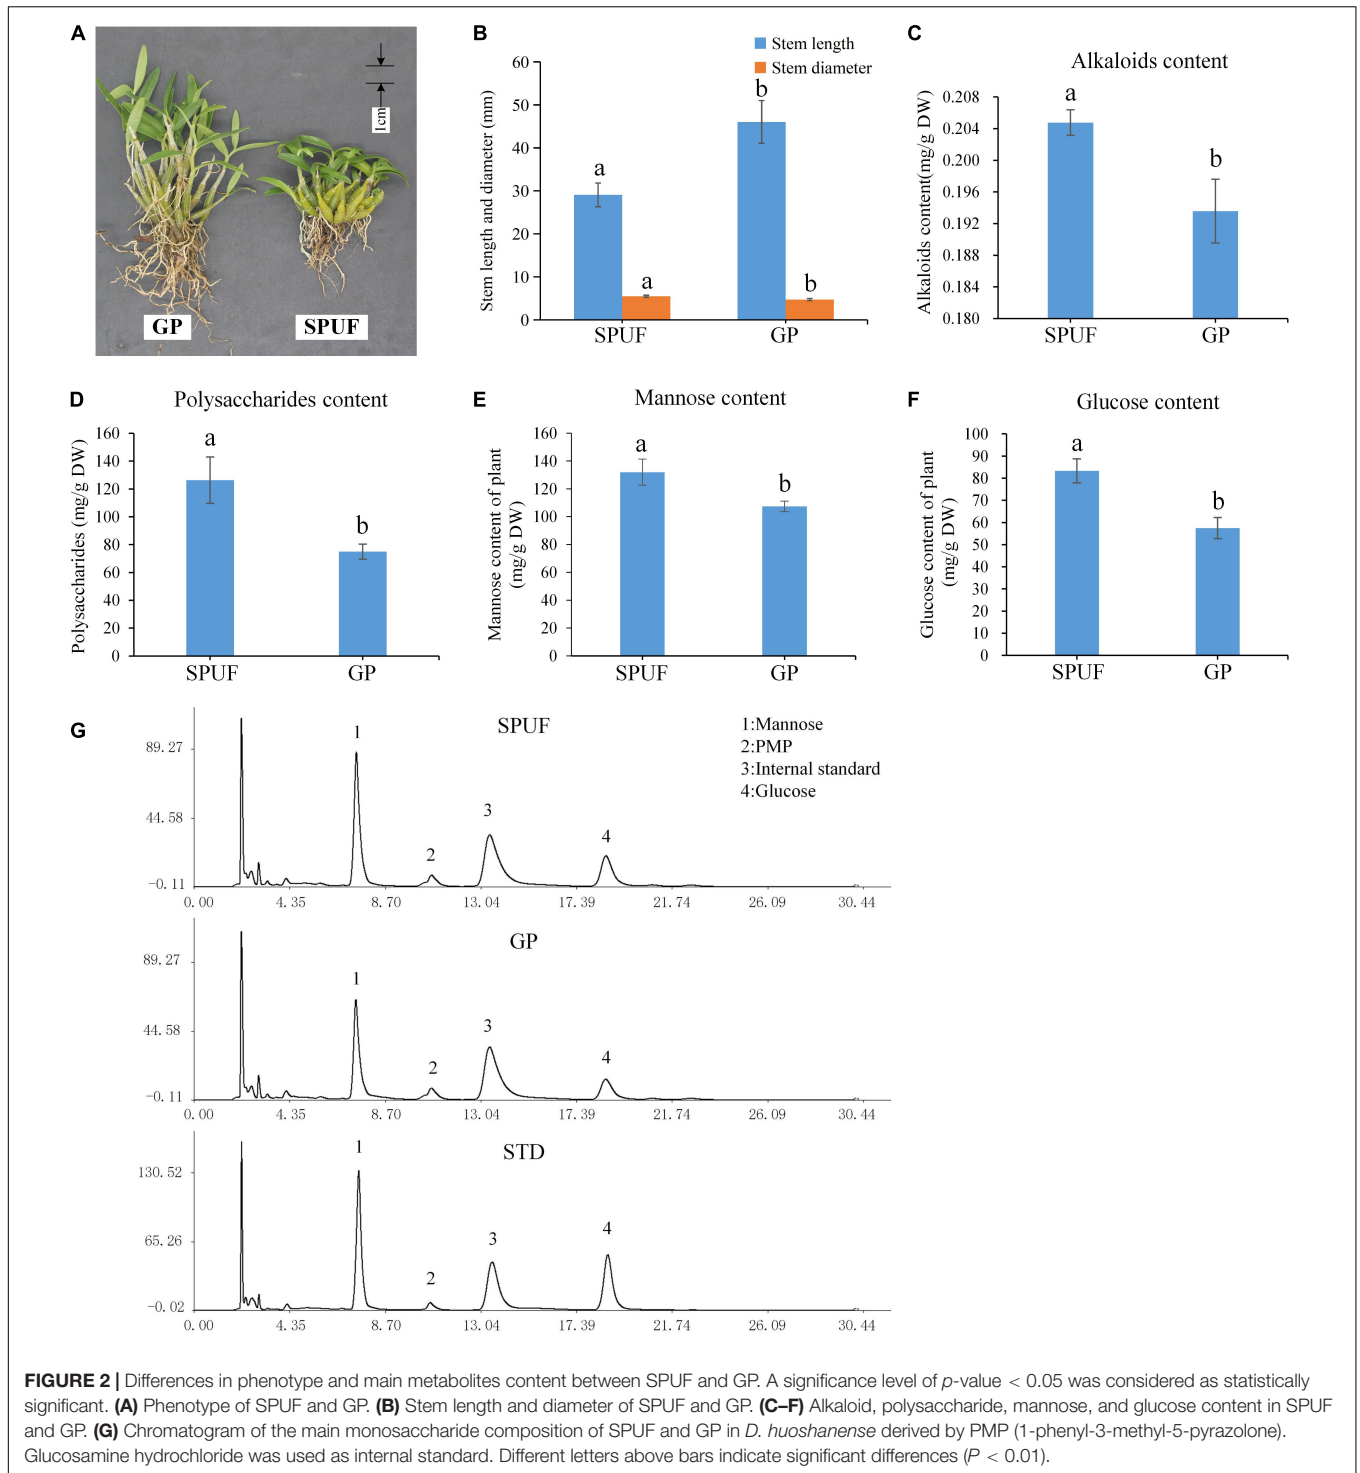 A
1cm
GP
SPUF
B
Stem length
Stem diameter
Stem length and diameter (mm)
60
50
40
30
20
10
0
a
a
b
b
SPUF
GP
C
Alkaloids content
Alkaloids content(mg/g DW)
0.208
0.204
0.200
0.196
0.192
0.188
0.184
0.180
a
b
SPUF
GP
D
Polysaccharides content
Polysaccharides (mg/g DW)
160
140
120
100
80
60
40
20
0
a
b
SPUF
GP
E
Mannose content
Mannose content of plant
(mg/g DW)
160
140
120
100
80
60
40
20
0
a
b
SPUF
GP
F
Glucose content
Glucose content of plant
(mg/g DW)
100
90
80
70
60
50
40
30
20
10
0
a
b
SPUF
GP
G
SPUF
1:Mannose
2:PMP
3:Internal standard
4:Glucose
89.27
44.58
-0.11
1
2
3
4
0.00 4.35 8.70 13.04 17.39 21.74 26.09 30.44
GP
89.27
44.58
-0.11
1
2
3
4
0.00 4.35 8.70 13.04 17.39 21.74 26.09 30.44
STD
130.52
65.26
-0.02
1
2
3
4
0.00 4.35 8.70 13.04 17.39 21.74 26.09 30.44
FIGURE 2 | Differences in phenotype and main metabolites content between SPUF and GP. A significance level of p-value < 0.05 was considered as statistically
significant. (A) Phenotype of SPUF and GP. (B) Stem length and diameter of SPUF and GP. (C–F) Alkaloid, polysaccharide, mannose, and glucose content in SPUF
and GP. (G) Chromatogram of the main monosaccharide composition of SPUF and GP in D. huoshanense derived by PMP (1-phenyl-3-methyl-5-pyrazolone).
Glucosamine hydrochloride was used as internal standard. Different letters above bars indicate significant differences (P < 0.01).